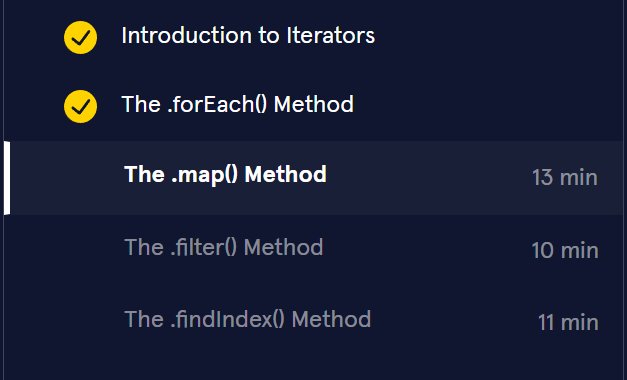 Introduction to Iterators
The .forEach() Method
The .map() Method 13 min
The .filter() Method 10 min
The .findIndex() Method 11 min